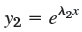 y₂ = e^{λ₂x}